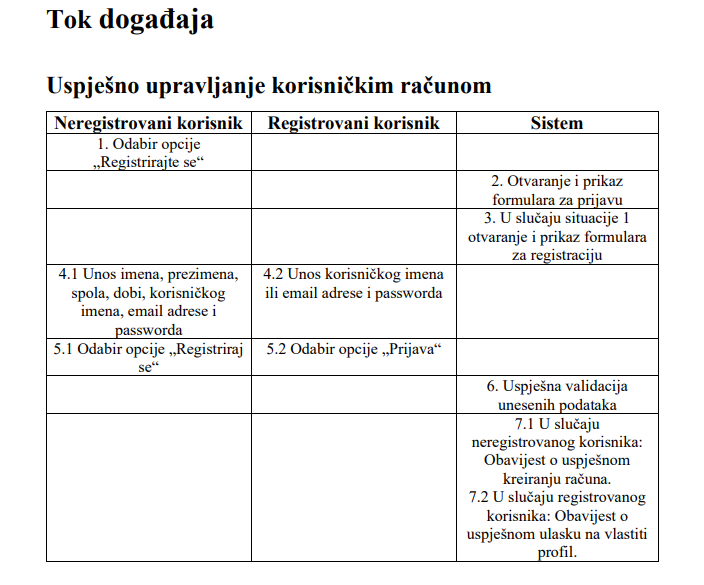 Tok događaja
Uspješno upravljanje korisničkim računom
Neregistrovani korisnik Registrovani korisnik Sistem
1. Odabir opcije
„Registrirajte se“
2. Otvaranje i prikaz
formulara za prijavu
3. U slučaju situacije 1
otvaranje i prikaz formulara
za registraciju
4.1 Unos imena, prezimena,
spola, dobi, korisničkog
imena, email adrese i
passworda
4.2 Unos korisničkog imena
ili email adrese i passworda
5.1 Odabir opcije „Registriraj
se“
5.2 Odabir opcije „Prijava“
6. Uspješna validacija
unesenih podataka
7.1 U slučaju
neregistrovanog korisnika:
Obavijest o uspješnom
kreiranju računa.
7.2 U slučaju registrovanog
korisnika: Obavijest o
uspješnom ulasku na vlastiti
profil.